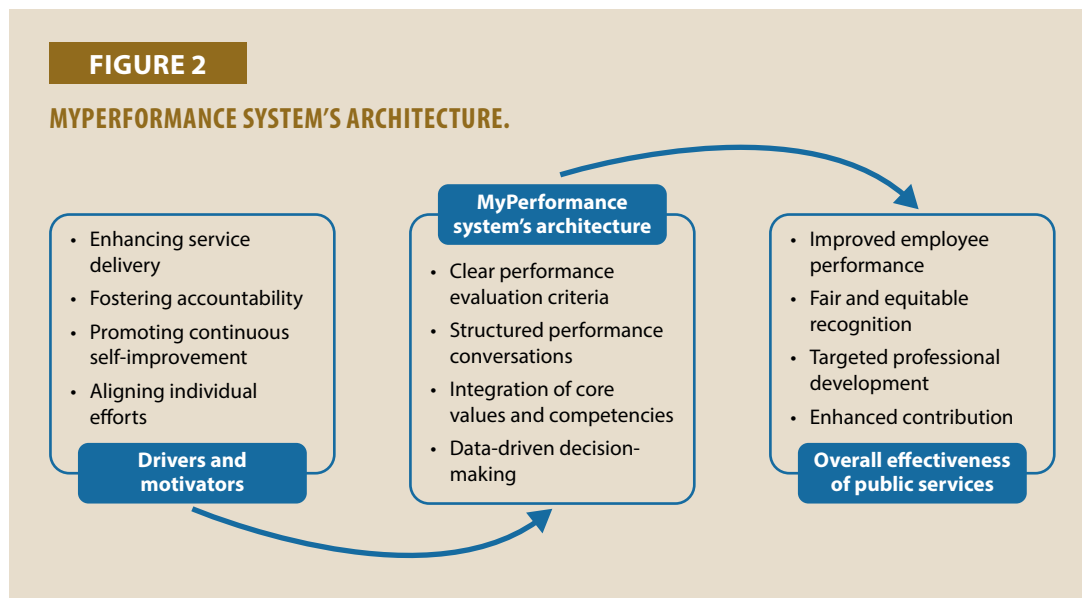 FIGURE 2
MYPERFORMANCE SYSTEM'S ARCHITECTURE.
• Enhancing service
delivery
• Fostering accountability
• Promoting continuous
self-improvement
• Aligning individual
efforts
Drivers and
motivators
MyPerformance
system's architecture
• Clear performance
evaluation criteria
• Structured performance
conversations
• Integration of core
values and competencies
• Data-driven decision-
making
• Improved employee
performance
• Fair and equitable
recognition
• Targeted professional
development
• Enhanced contribution
Overall effectiveness
of public services